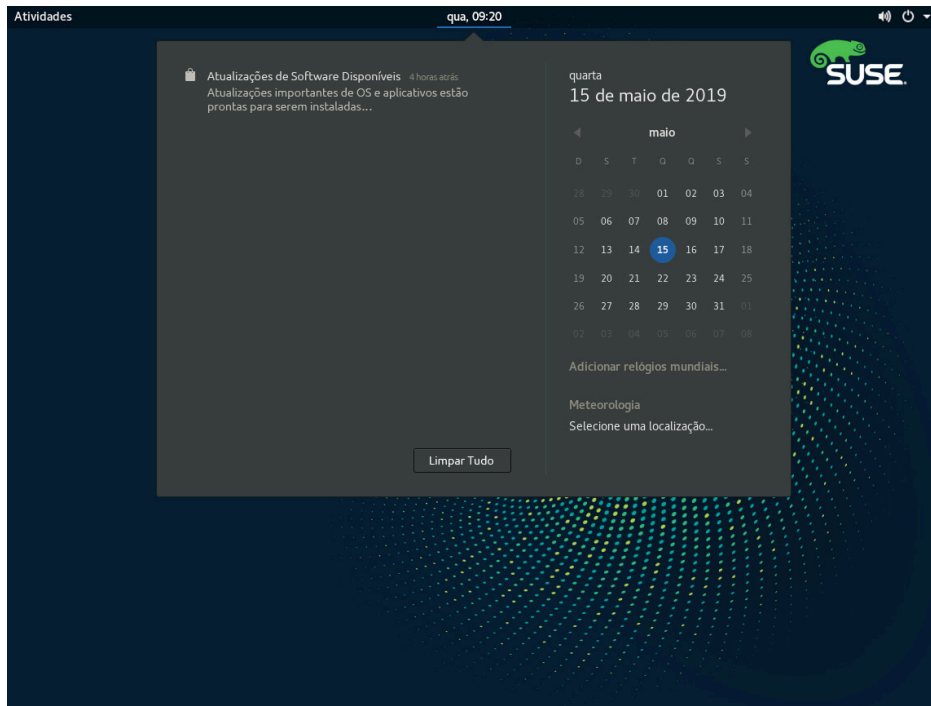 Atividades
qua, 09:20
SUSE.
Atualizações de Software Disponíveis 4 horas atrás
Atualizações importantes de OS e aplicativos estão
prontas para serem instaladas...
Limpar Tudo
quarta
15 de maio de 2019
maio
D S T Q Q S S
28 29 30 01 02 03 04
05 06 07 08 09 10 11
12 13 14 15 16 17 18
19 20 21 22 23 24 25
26 27 28 29 30 31 01
02 03 04 05 06 07 08
Adicionar relógios mundiais...
Meteorologia
Selecione uma localização...